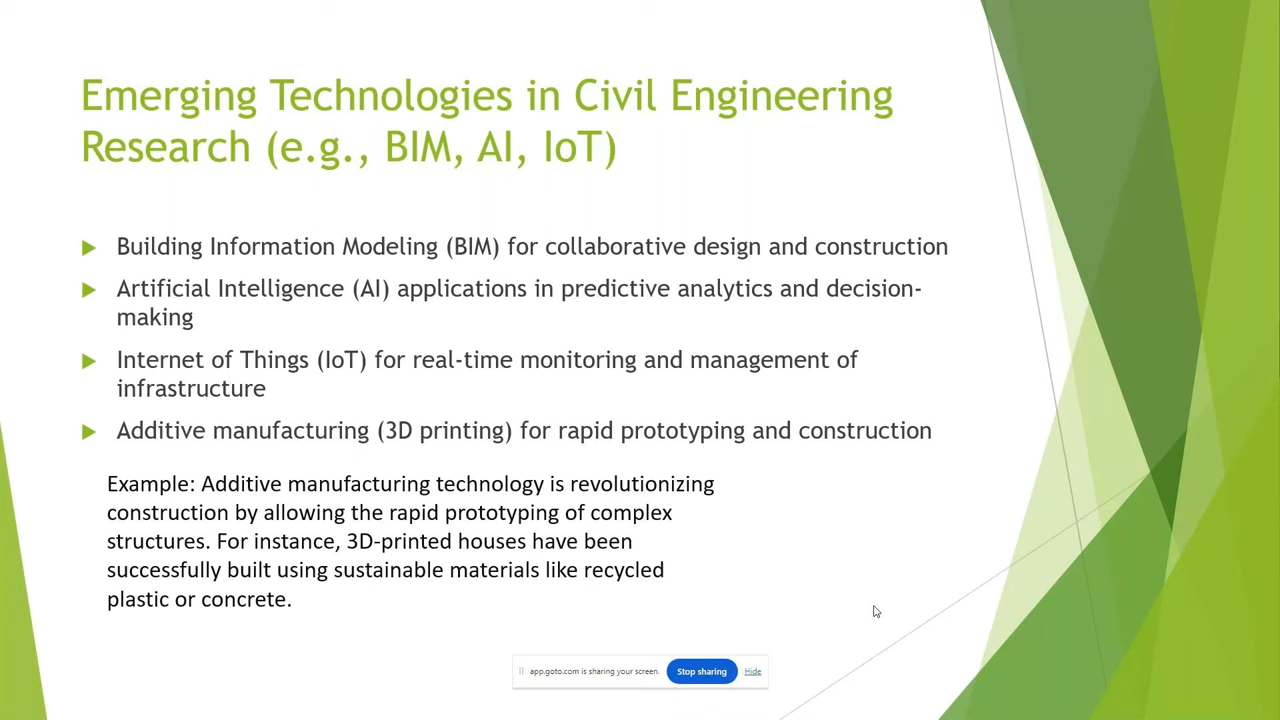 Emerging Technologies in Civil Engineering
Research (e.g., BIM, AI, IoT)
Building Information Modeling (BIM) for collaborative design and construction
Artificial Intelligence (AI) applications in predictive analytics and decision-
making
Internet of Things (IoT) for real-time monitoring and management of
infrastructure
Additive manufacturing (3D printing) for rapid prototyping and construction
Example: Additive manufacturing technology is revolutionizing
construction by allowing the rapid prototyping of complex
structures. For instance, 3D-printed houses have been
successfully built using sustainable materials like recycled
plastic or concrete.
app.goto.com is sharing your screen. Stop sharing Hide